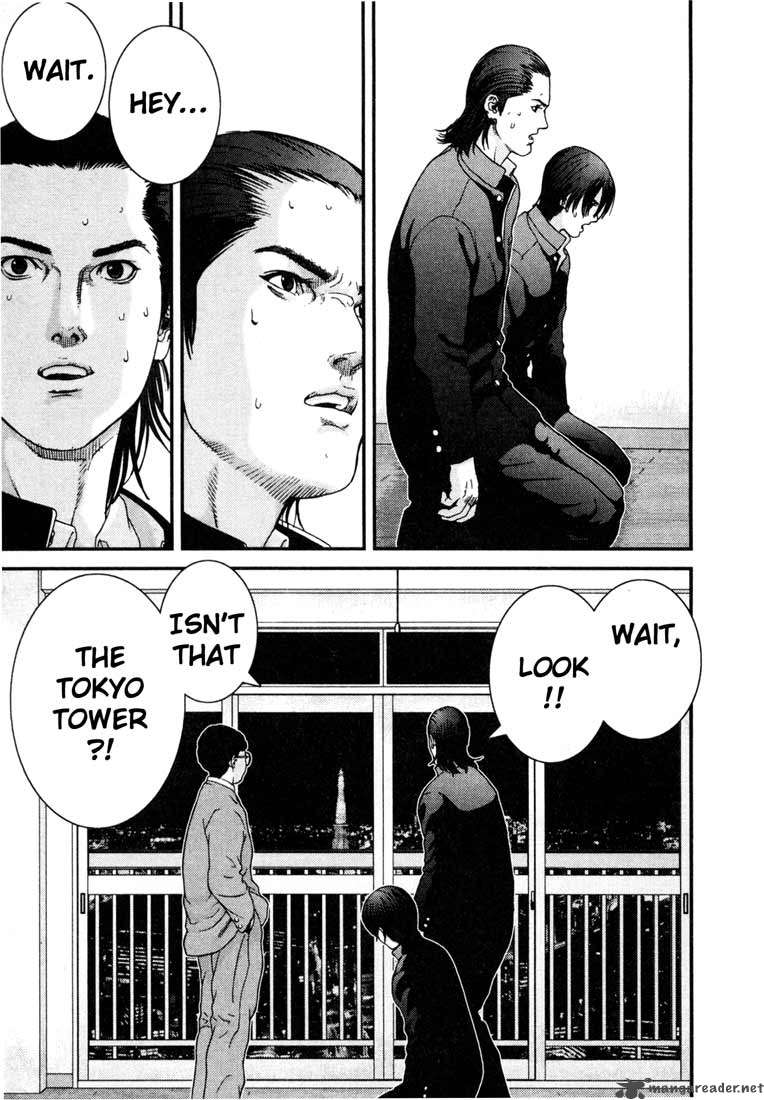 HEY...
WAIT.
WAIT,
LOOK
!!
ISN'T
THAT
THE
TOKYO
TOWER
?!
mangareader.net